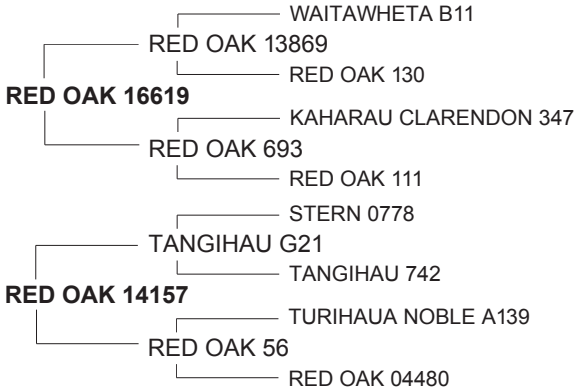 WAITAWHETA B11
RED OAK 13869
RED OAK 130
RED OAK 16619
KAHARAU CLARENDON 347
RED OAK 693
RED OAK 111
STERN 0778
TANGIHAU G21
TANGIHAU 742
RED OAK 14157
TURIHAUA NOBLE A139
RED OAK 56
RED OAK 04480